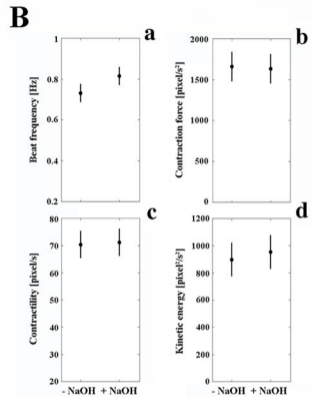 B
a
b
1
0.8
0.6
0.4
0.2
Beat frequency [Hz]
2000
1500
1000
500
0
Contraction force [pixel/s²]
c
d
80
70
60
50
40
30
20
Contractility [pixel/s]
- NaOH + NaOH
1200
1000
800
600
400
200
0
Kinetic energy [pixel²/s²]
- NaOH + NaOH